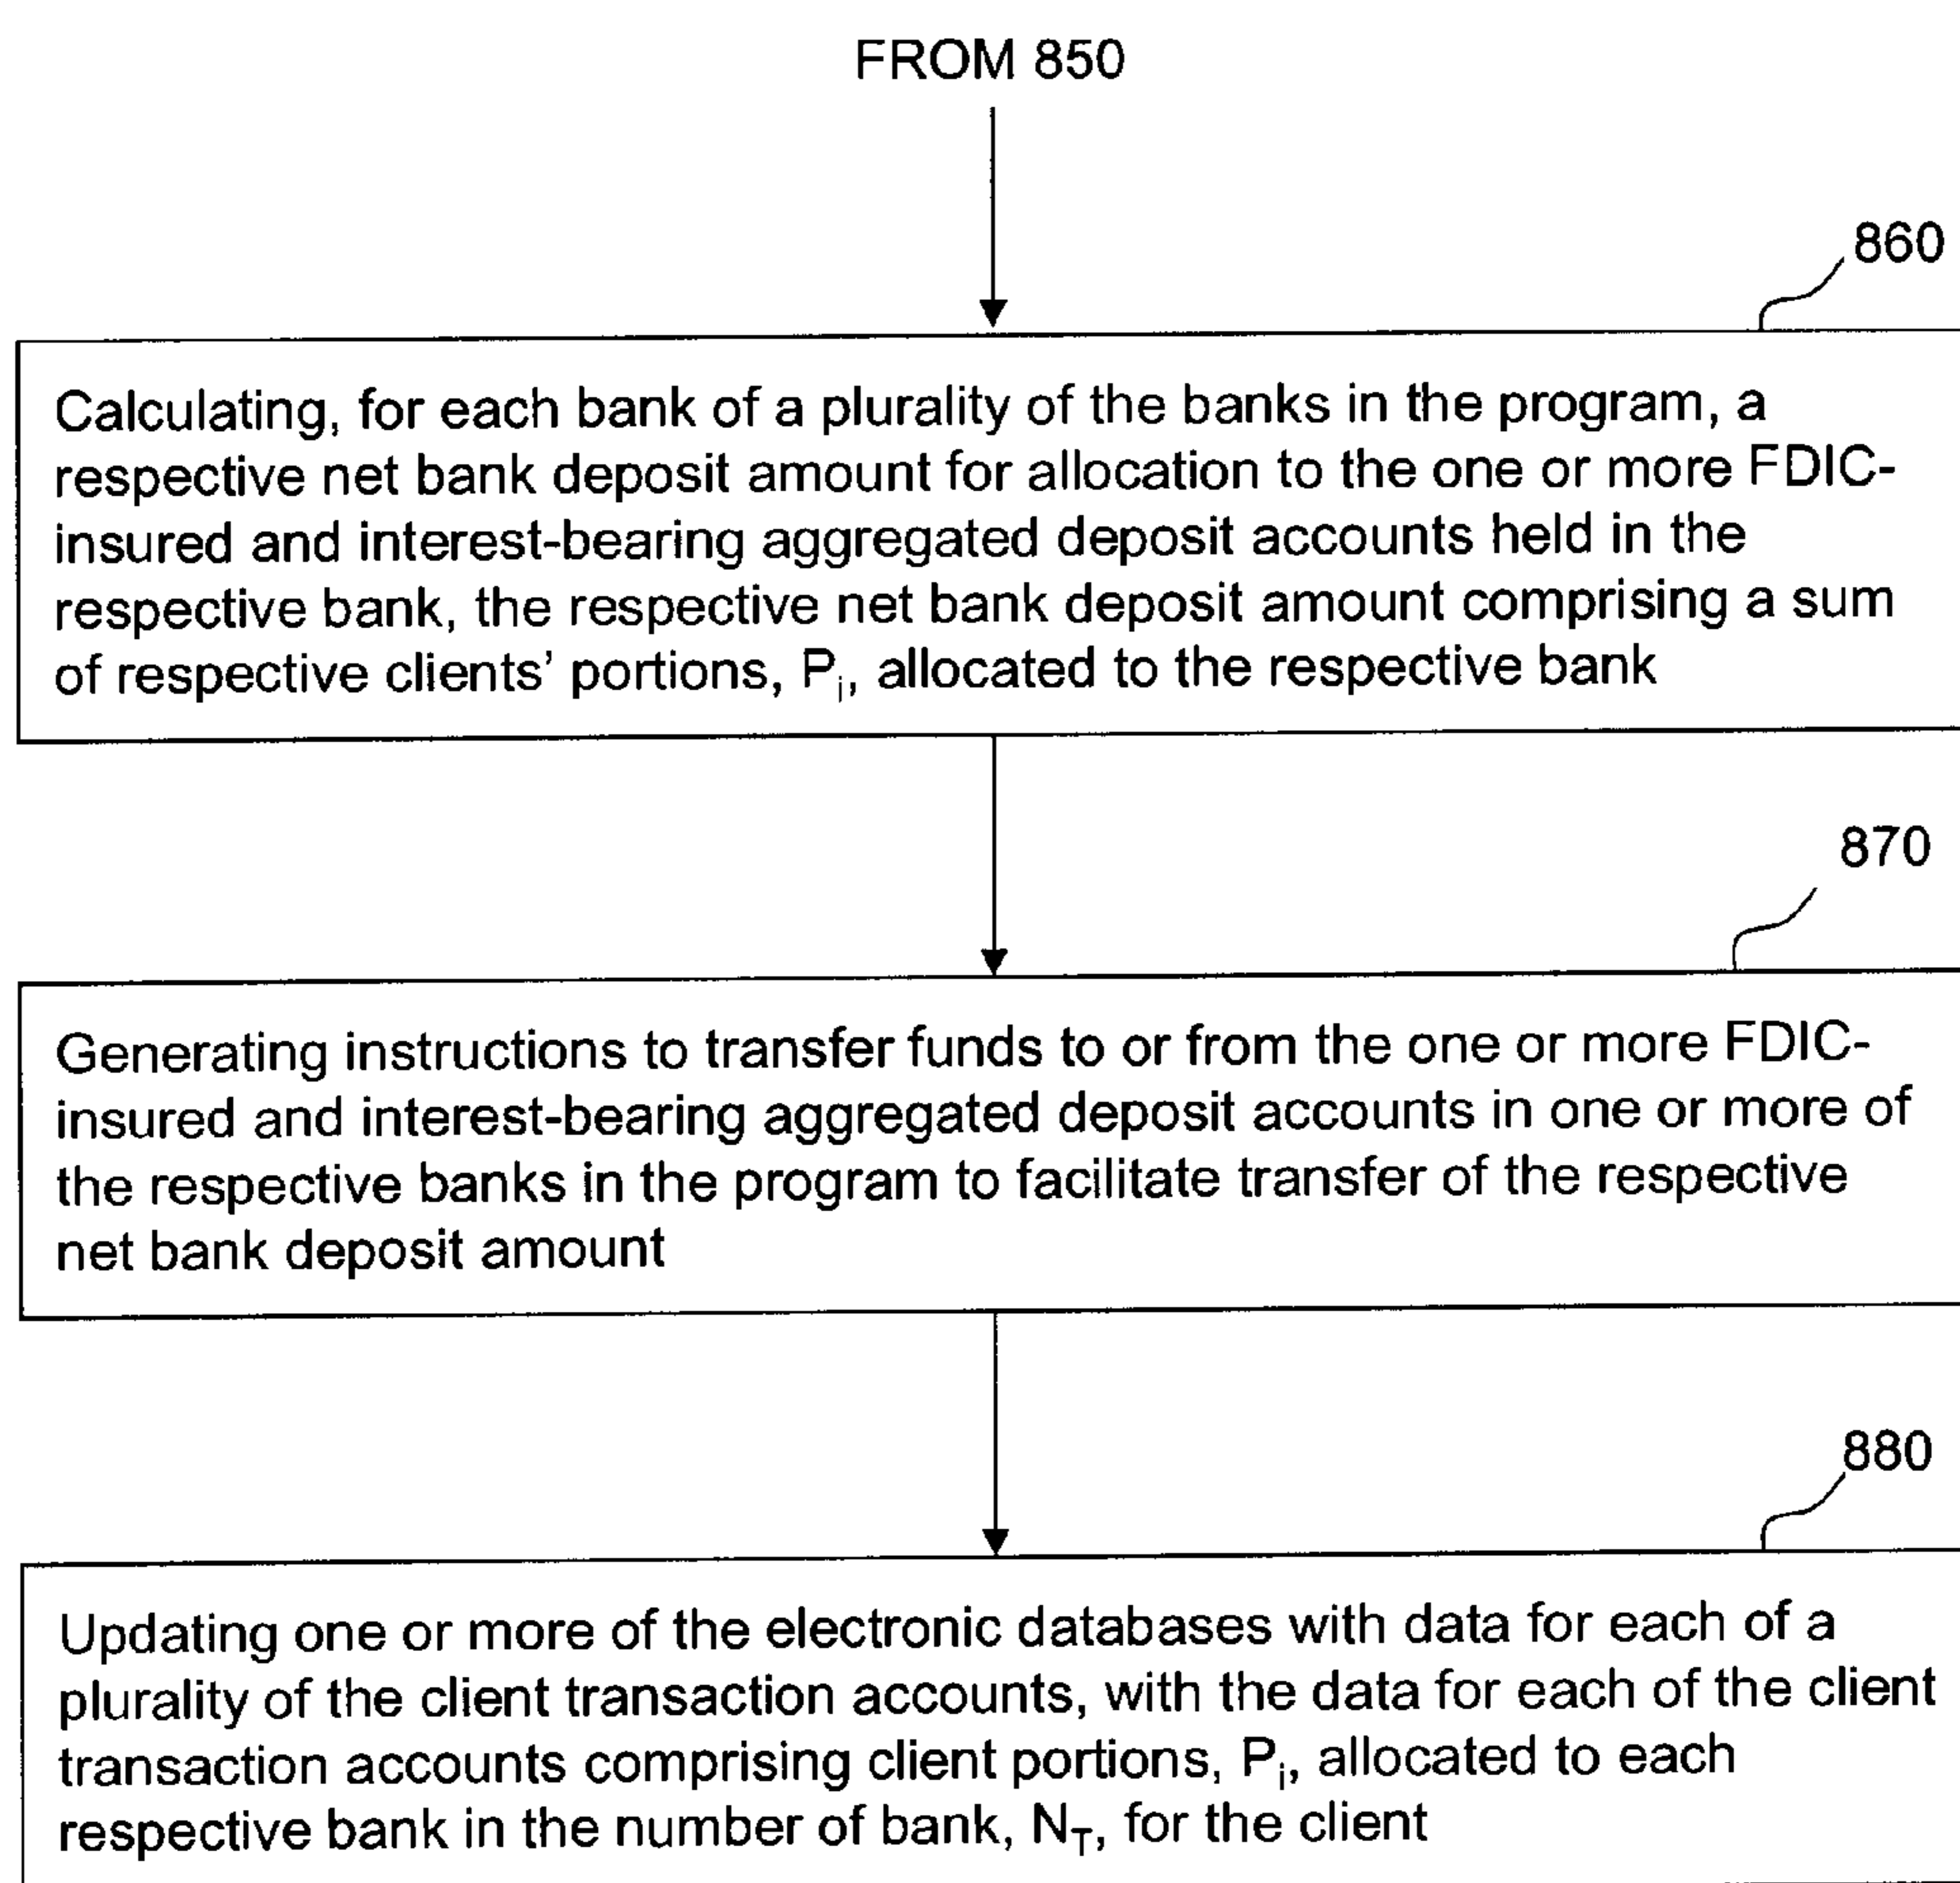 FROM 850
860
Calculating, for each bank of a plurality of the banks in the program, a
respective net bank deposit amount for allocation to the one or more FDIC-
insured and interest-bearing aggregated deposit accounts held in the
respective bank, the respective net bank deposit amount comprising a sum
of respective clients' portions, Pi, allocated to the respective bank
870
Generating instructions to transfer funds to or from the one or more FDIC-
insured and interest-bearing aggregated deposit accounts in one or more of
the respective banks in the program to facilitate transfer of the respective
net bank deposit amount
880
Updating one or more of the electronic databases with data for each of a
plurality of the client transaction accounts, with the data for each of the client
transaction accounts comprising client portions, Pi, allocated to each
respective bank in the number of bank, NT, for the client